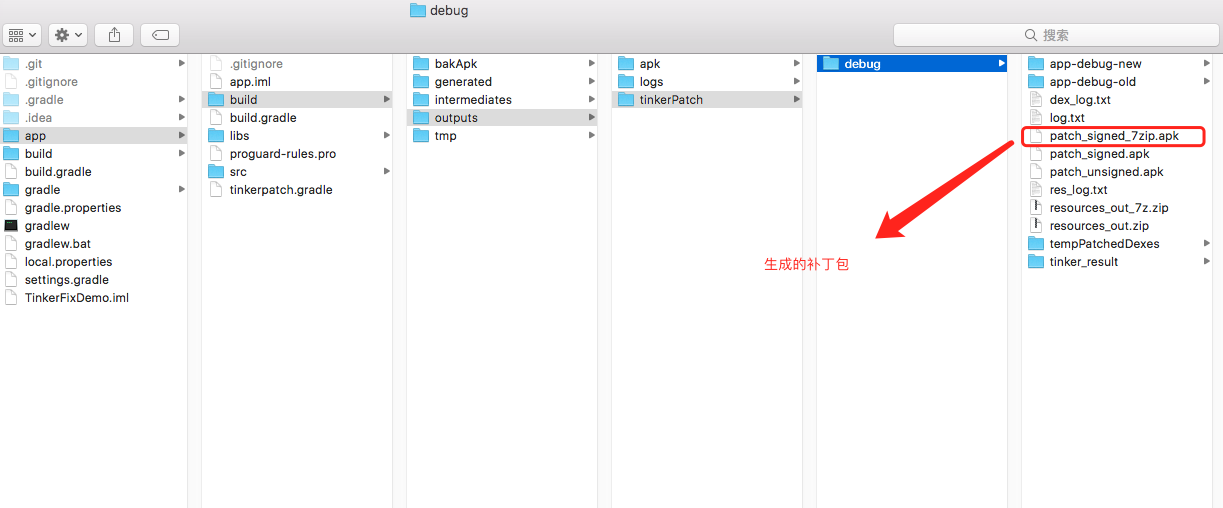 debug
搜索
.git
.gitignore
.gradle
.idea
app
build
build.gradle
gradle
gradle.properties
gradlew
gradlew.bat
local.properties
settings.gradle
TinkerFixDemo.iml
.gitignore
app.iml
build
build.gradle
libs
proguard-rules.pro
src
tinkerpatch.gradle
bakApk
generated
intermediates
outputs
tmp
apk
logs
tinkerPatch
debug
app-debug-new
app-debug-old
dex_log.txt
log.txt
patch_signed_7zip.apk
patch_signed.apk
patch_unsigned.apk
res_log.txt
resources_out_7z.zip
resources_out.zip
tempPatchedDexes
tinker_result
生成的补丁包